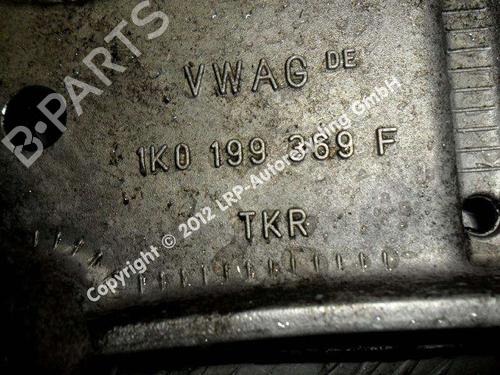 VWAG DE
1K0 199 369 F
TKR
B-PARTS
Copyright © 2012 LRP-Autorecycling GmbH